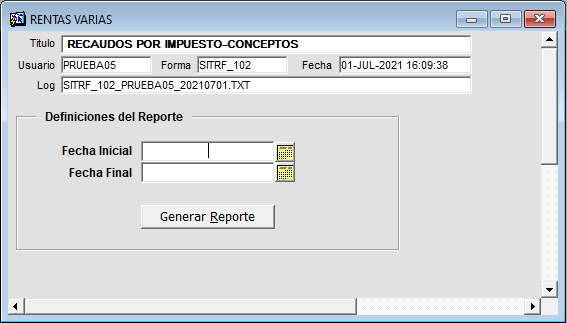 RENTAS VARIAS
Titulo RECAUDOS POR IMPUESTO-CONCEPTOS
Usuario PRUEBA05 Forma SITRF_102 Fecha 01-JUL-2021 16:09:38
Log SITRF_102_PRUEBA05_20210701.TXT
Definiciones del Reporte
Fecha Inicial
Fecha Final
Generar Reporte